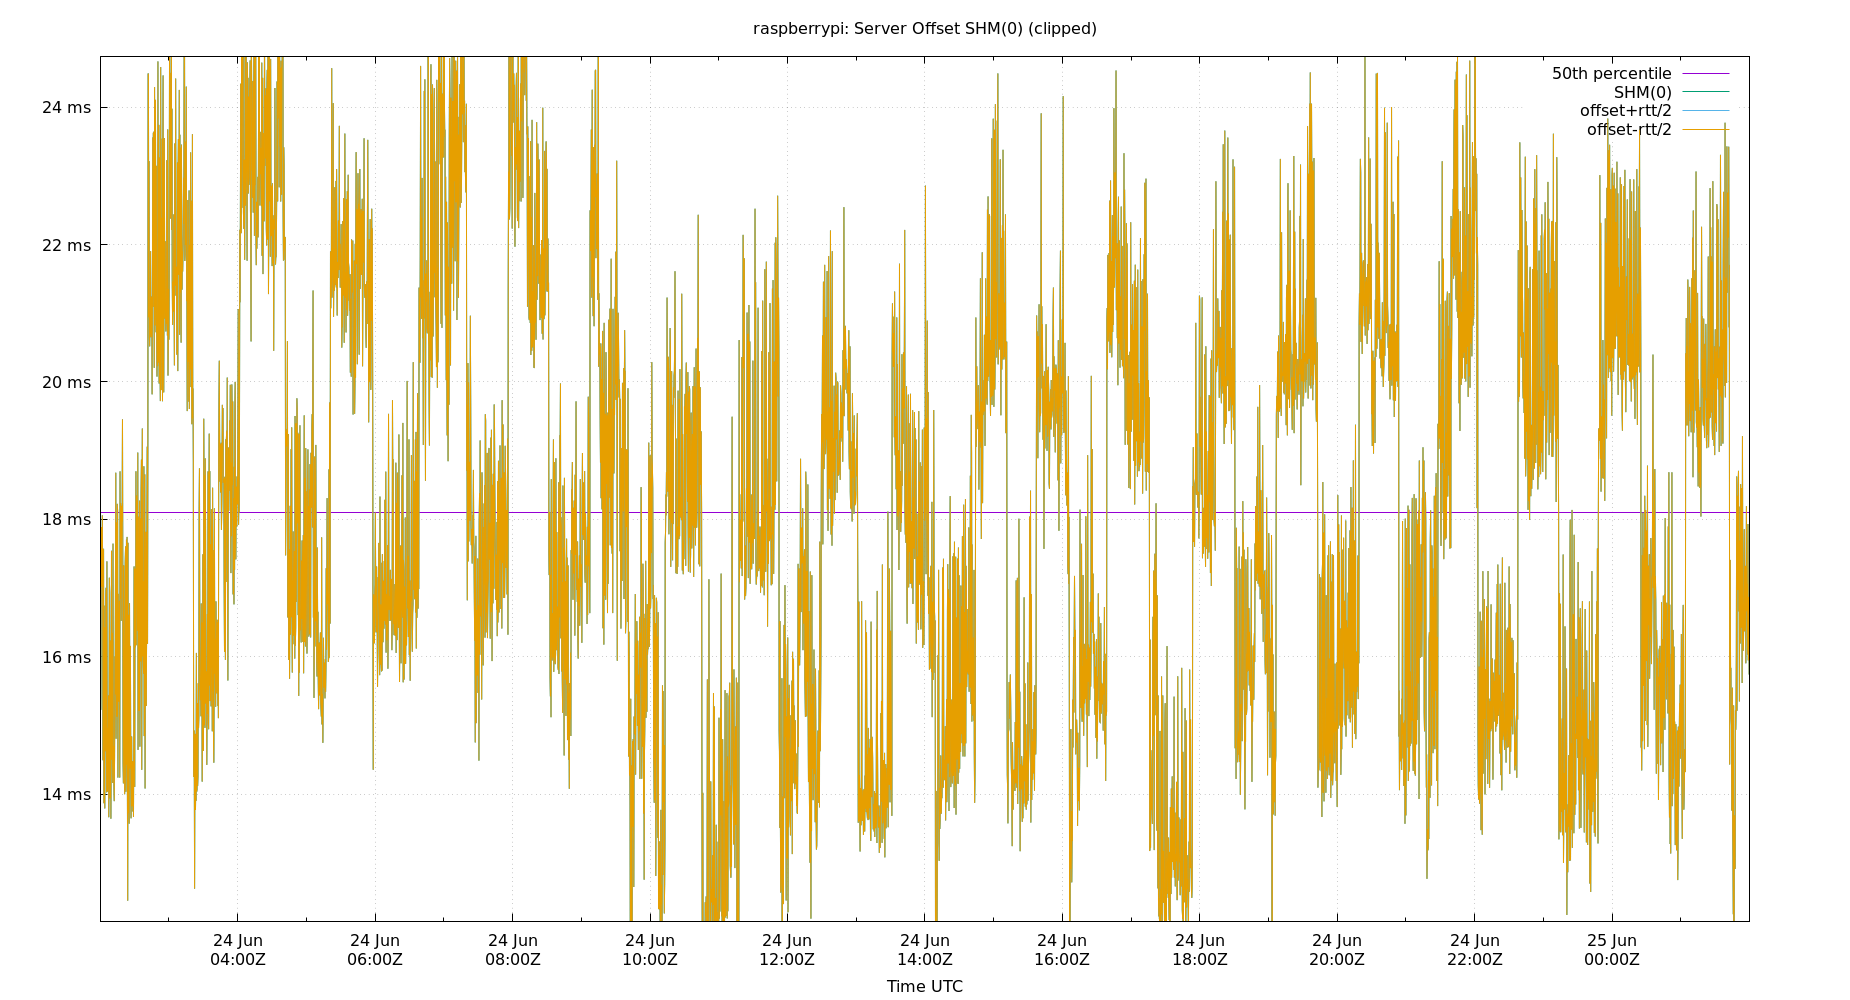 raspberrypi: Server Offset SHM(0) (clipped)
50th percentile
SHM(0)
offset+rtt/2
offset-rtt/2
24 ms
22 ms
20 ms
18 ms
16 ms
14 ms
24 Jun 24 Jun 24 Jun 24 Jun 24 Jun 24 Jun 24 Jun 24 Jun 24 Jun 24 Jun 25 Jun
04:00Z 06:00Z 08:00Z 10:00Z 12:00Z 14:00Z 16:00Z 18:00Z 20:00Z 22:00Z 00:00Z
Time UTC